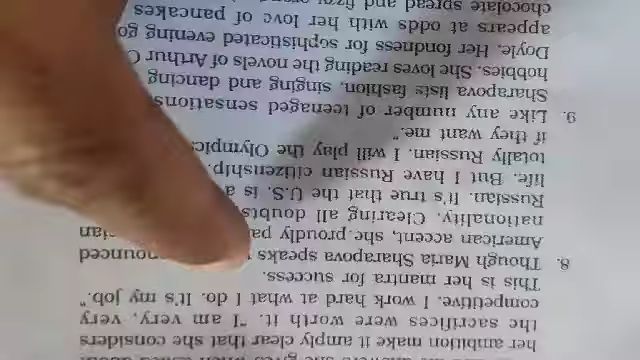 her ambition make it amply clear that she considers
the sacrifices were worth it. "I am very, very
competitive. I work hard at what I do. It's my job."
This is her mantra for success.
8. Though Maria Sharapova speaks nounced
American accent, she proudly pa ian
nationality. Clearing all doubts
Russian. It's true that the U.S. is a
life. But I have Russian citizenship.
totally Russian. I will play the Olympic
if they want me."
9. Like any number of teenaged sensations
Sharapova lists fashion, singing and dancing
hobbies. She loves reading the novels of Arthur C
Doyle. Her fondness for sophisticated evening go
appears at odds with her love of pancakes
chocolate spread and fizzy